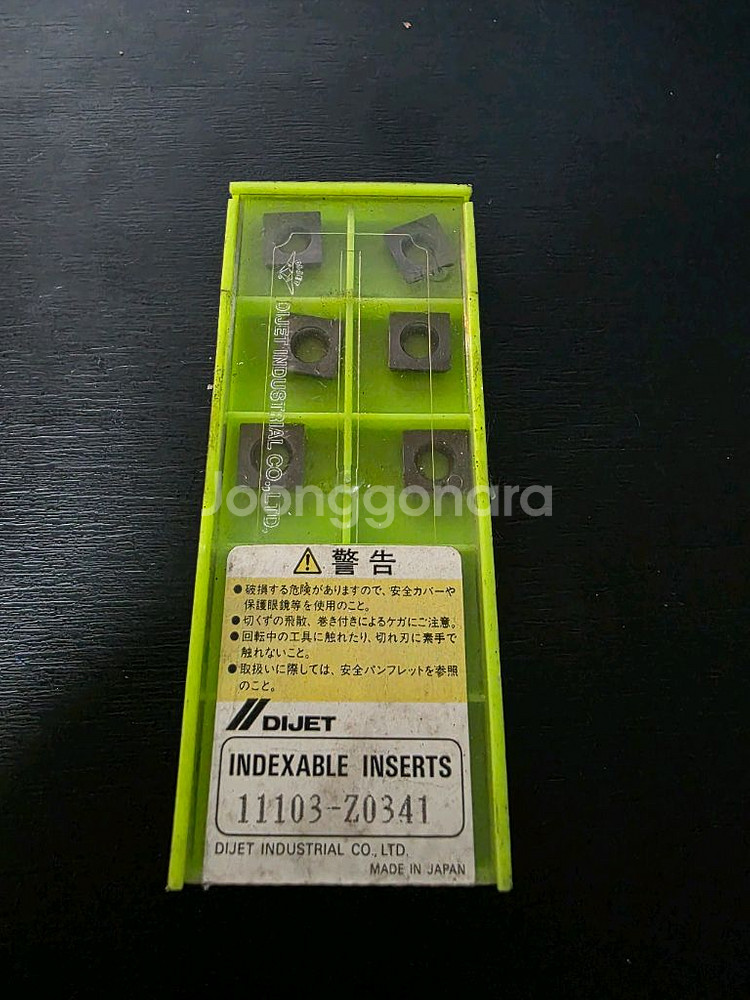 DIJET INDUSTRIAL CO., LTD.
Joonggonara
警告
●破損する危険がありますので、安全カバーや
保護眼鏡等を使用のこと。
●切くずの飛散、巻き付きによるケガにご注意。
●回転中の工具に触れたり、切れ刃に素手で
触れないこと。
●取扱いに際しては、安全パンフレットを参照
のこと。
DIJET
INDEXABLE INSERTS
11103-Z0341
DIJET INDUSTRIAL CO., LTD.
MADE IN JAPAN